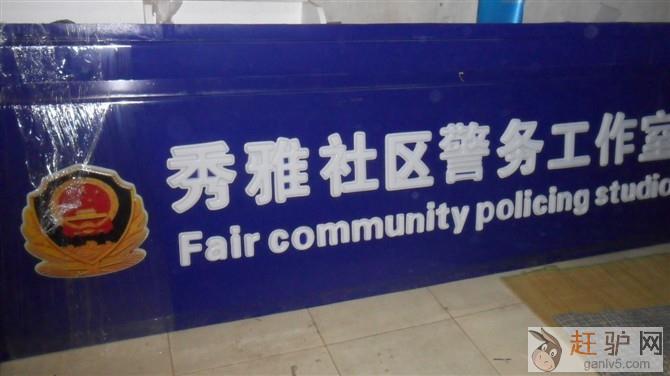 秀雅社区警务工作室
Fair community policing studio
赶驴网
ganlv5.com